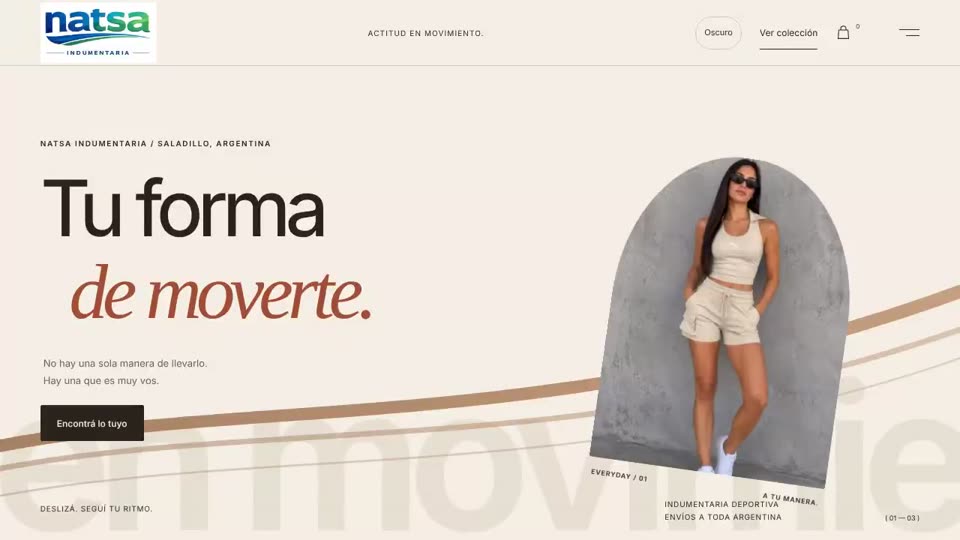 natsa
INDUMENTARIA
ACTITUD EN MOVIMIENTO.
Oscuro
Ver colección
0
NATSA INDUMENTARIA / SALADILLO, ARGENTINA
Tu forma
de moverte.
No hay una sola manera de llevarlo.
Hay una que es muy vos.
Encontrá lo tuyo
en movimie
EVERYDAY / 01
A TU MANERA.
DESLIZÁ. SEGUÍ TU RITMO.
INDUMENTARIA DEPORTIVA
ENVÍOS A TODA ARGENTINA
( 01 — 03 )